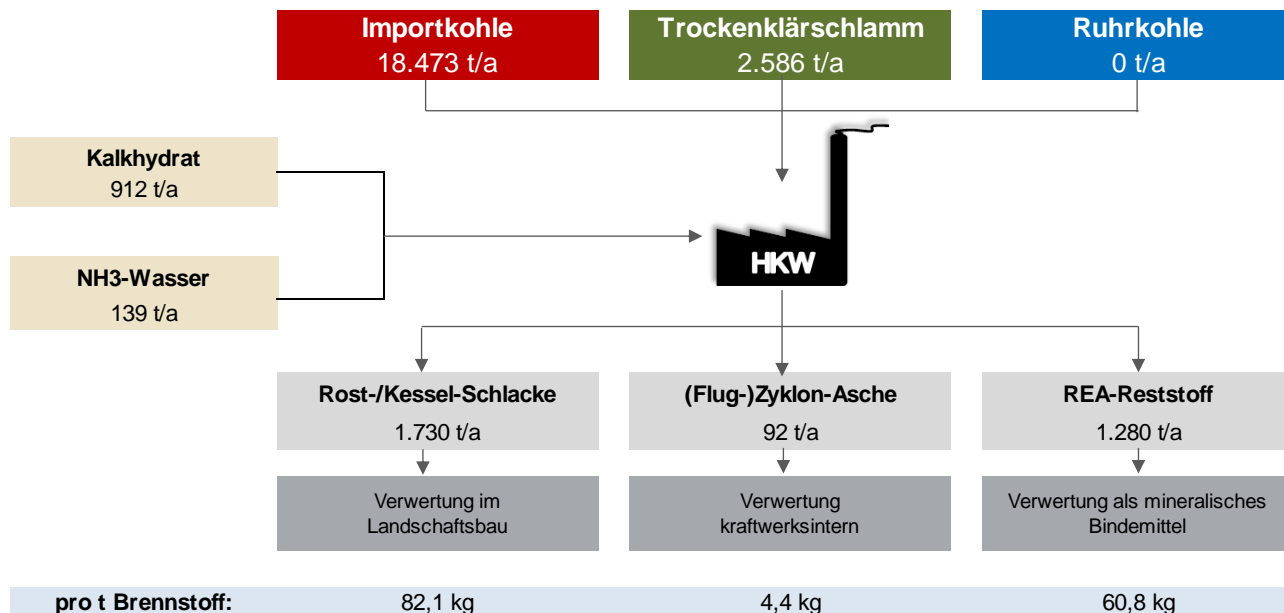 Importkohle
18.473 t/a
Trockenklärschlamm
2.586 t/a
Ruhrkohle
0 t/a
Kalkhydrat
912 t/a
NH3-Wasser
139 t/a
HKW
Rost-/Kessel-Schlacke
1.730 t/a
(Flug-)Zyklon-Asche
92 t/a
REA-Reststoff
1.280 t/a
Verwertung im
Landschaftsbau
Verwertung
kraftwerksintern
Verwertung als mineralisches
Bindemittel
pro t Brennstoff: 82,1 kg 4,4 kg 60,8 kg